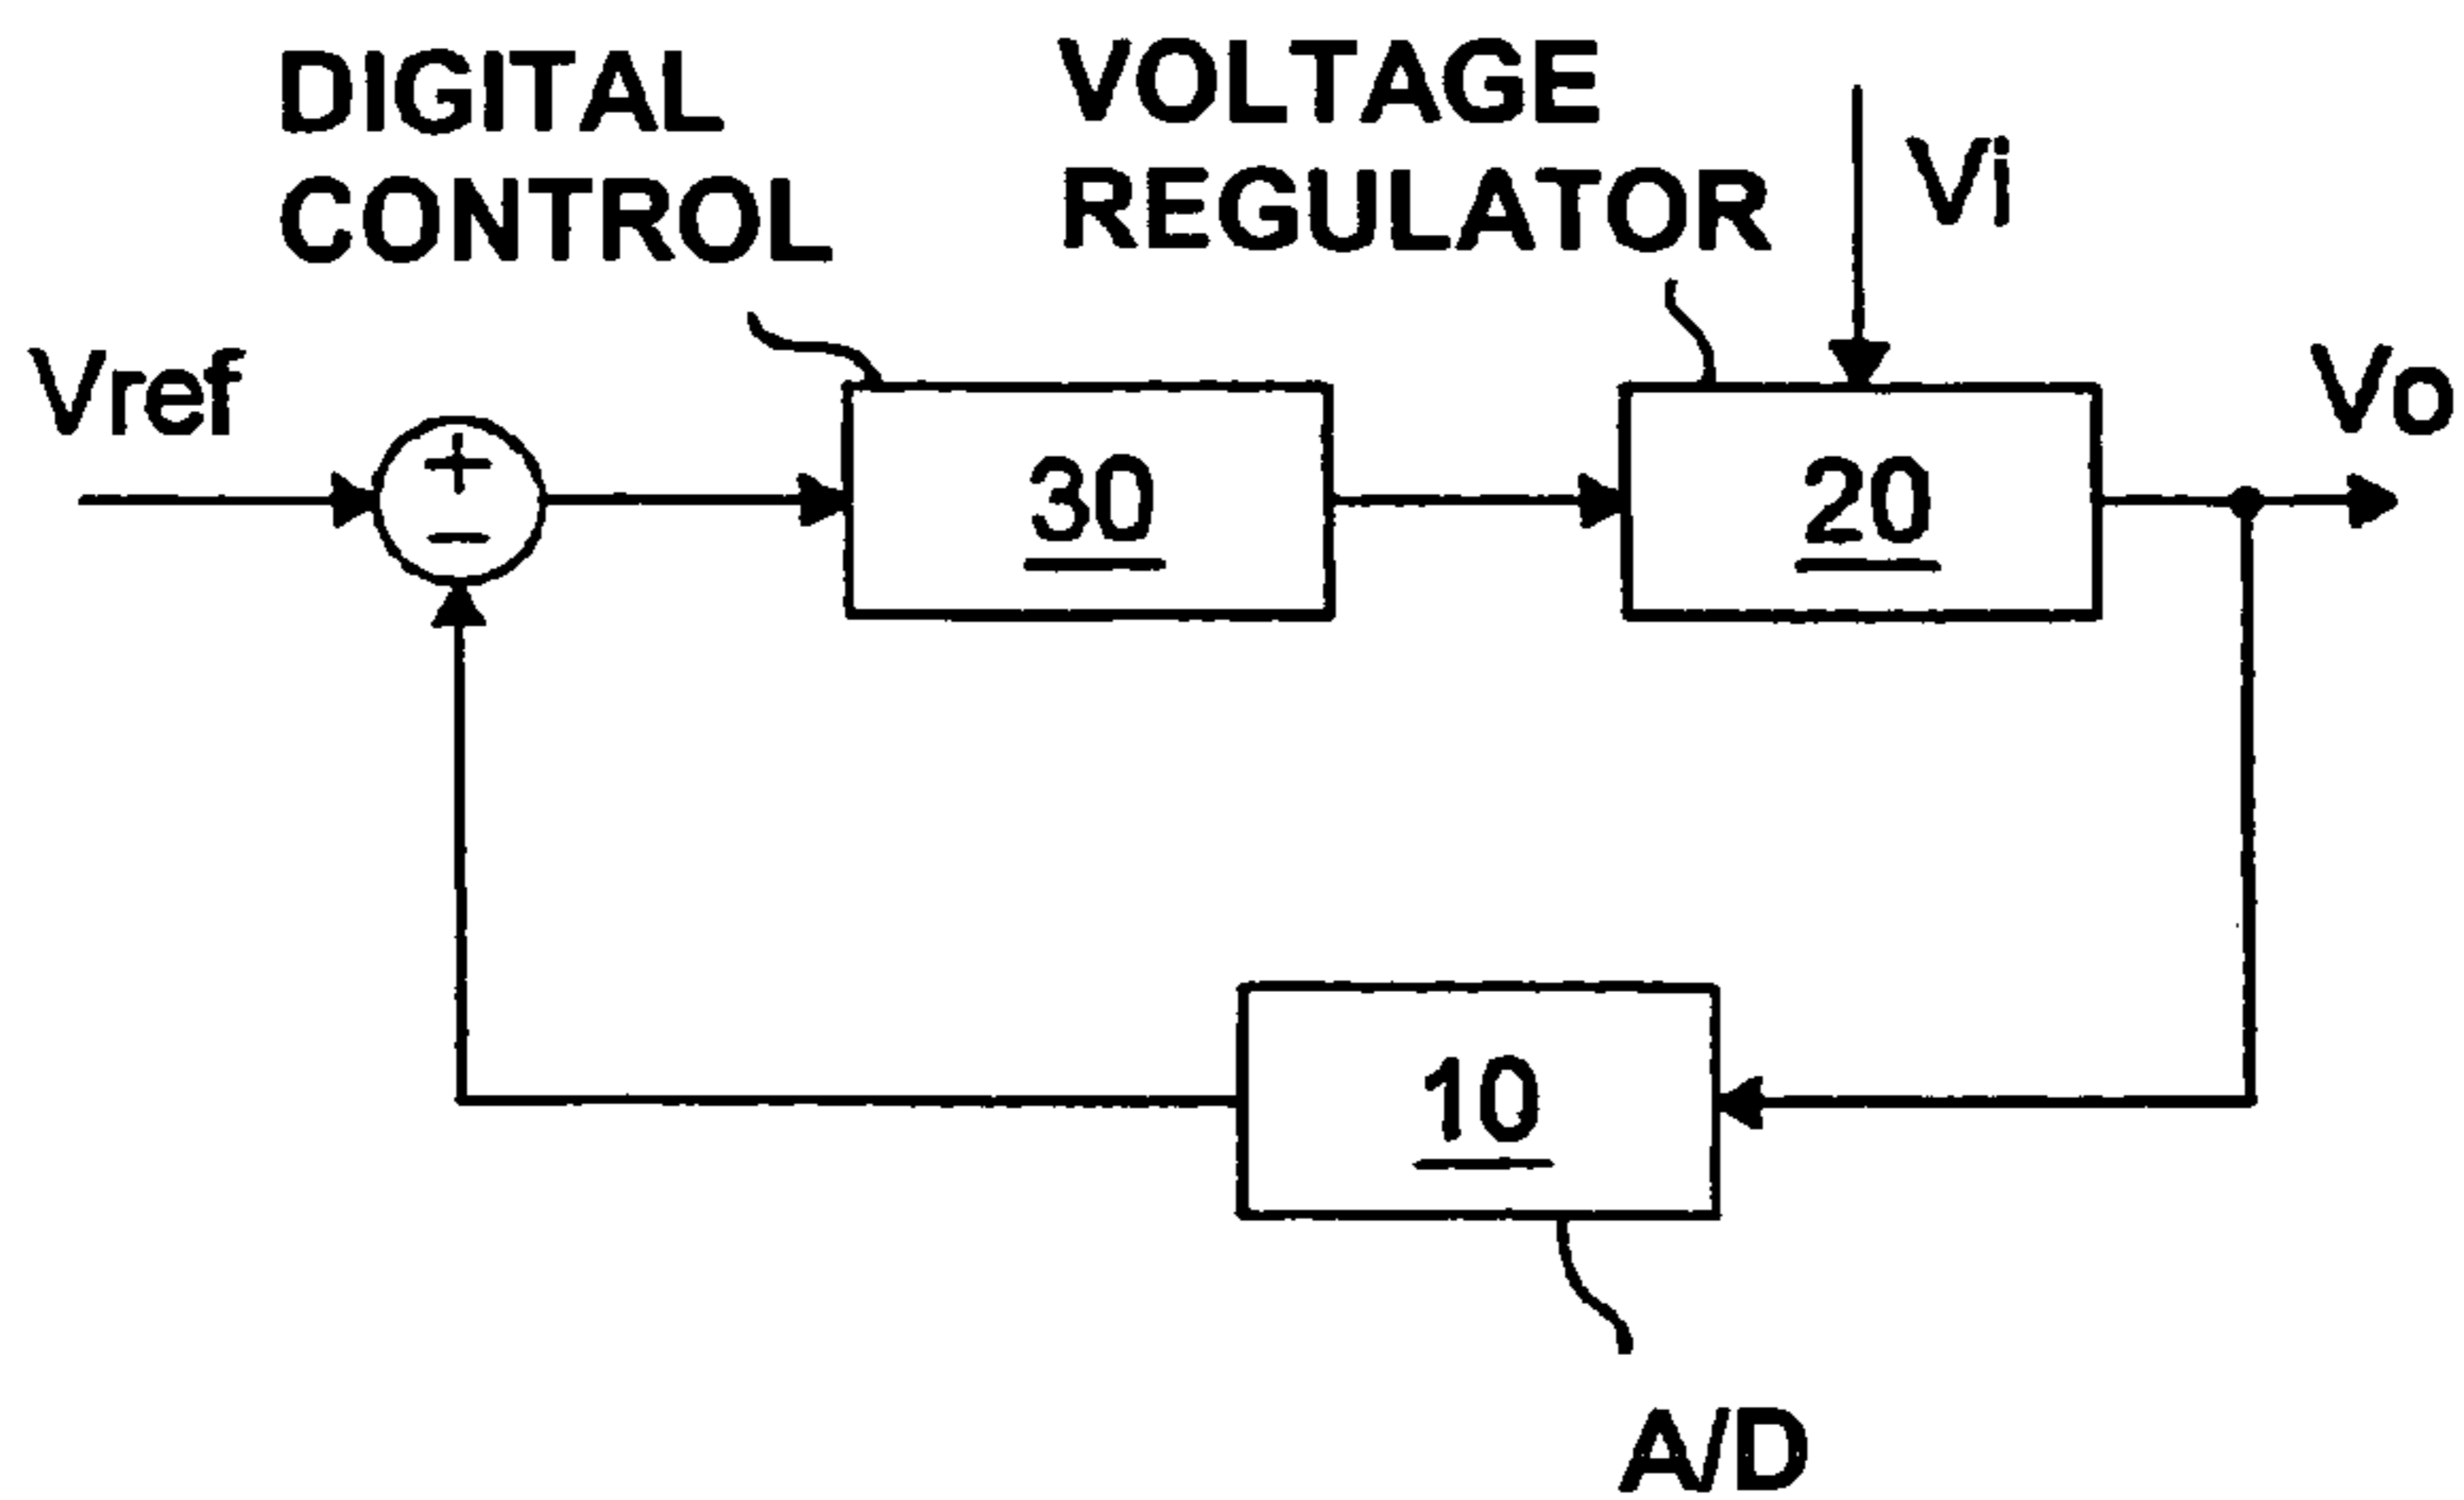 DIGITAL
CONTROL
VOLTAGE
REGULATOR
Vi
Vref
Vo
+
−
30
20
10
A/D